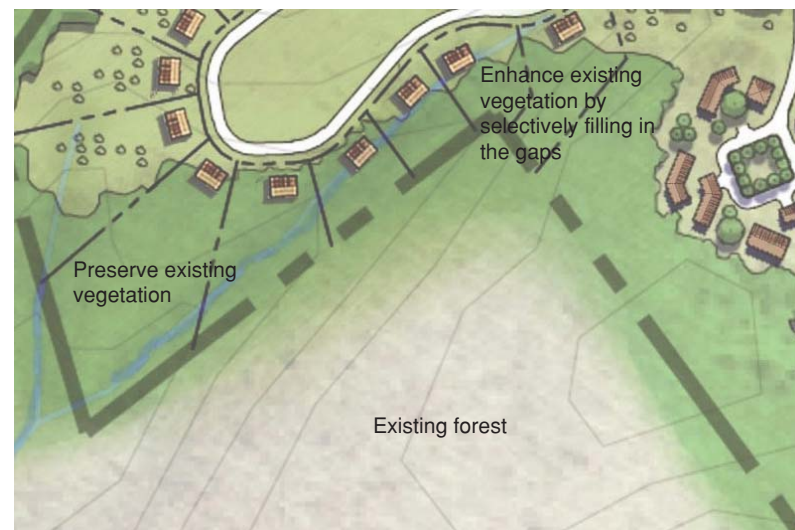 Enhance existing
vegetation by
selectively filling in
the gaps
Preserve existing
vegetation
Existing forest